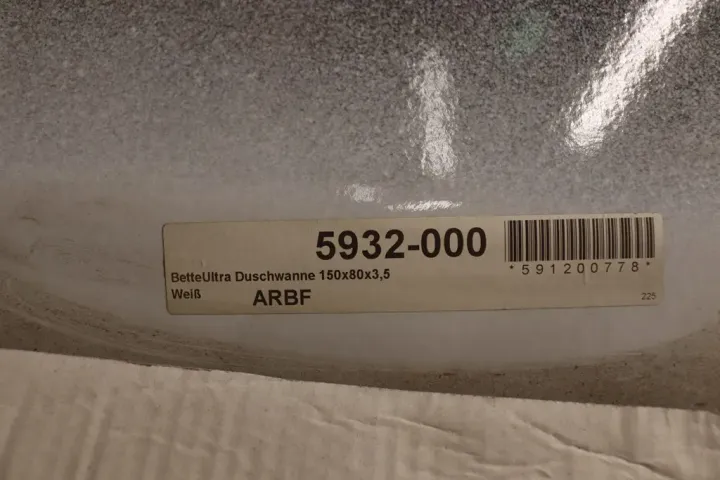 5932-000
*591200778*
BetteUltra Duschwanne 150x80x3,5
Weiß
ARBF
225